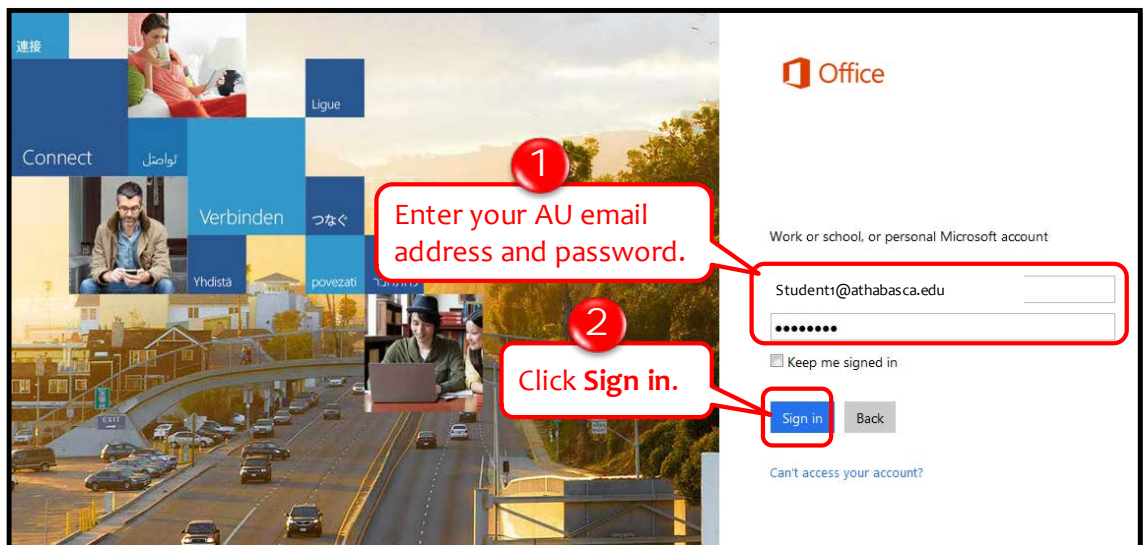 連接
Connect
تواصل
Ligue
Verbinden
つなぐ
Yhdistä
povezati
EXIT
1
Enter your AU email
address and password.
2
Click Sign in.
Office
Work or school, or personal Microsoft account
Student1@athabasca.edu
••••••••
Keep me signed in
Sign in
Back
Can't access your account?